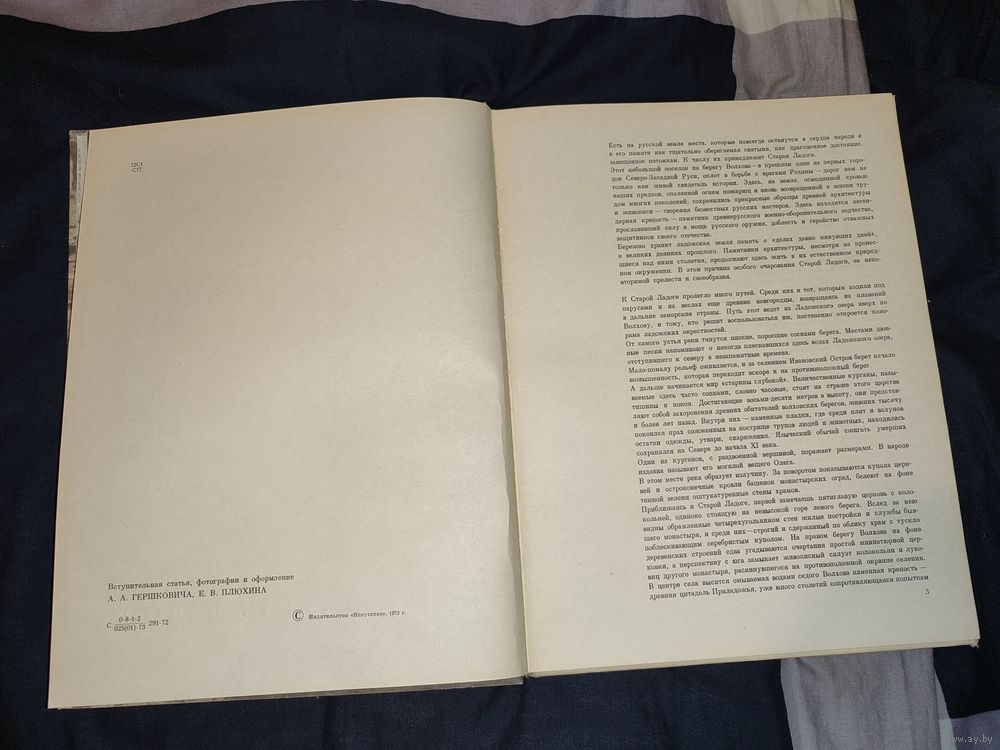 72С1
С77
Вступительная статья, фотографии и оформление
А. А. ГЕРШКОВИЧА, Е. В. ПЛЮХИНА
С 0-8-1-2 291-72
025(01)-73
© Издательство «Искусство», 1973 г.
Есть на русской земле места, которые навсегда останутся в сердце народа и
в его памяти как тщательно оберегаемая святыня, как драгоценное достояние,
завещанное потомкам. К числу их принадлежит Старая Ладога.
Этот небольшой поселок на берегу Волхова — в прошлом один из первых горо-
дов Северо-Западной Руси, оплот в борьбе с врагами Родины — дорог нам не
только как живой свидетель истории. Здесь, на земле, освященной кровью
наших предков, опаленной огнем пожарищ и вновь возвращенной к жизни тру-
дом многих поколений, сохранились прекрасные образцы древней архитектуры
и живописи — творения безвестных русских мастеров. Здесь находится леген-
дарная крепость — памятник древнерусского военно-оборонительного зодчества,
прославивший силу и мощь русского оружия, доблесть и геройство отважных
защитников своего отечества.
Бережно хранит ладожская земля память о «делах давно минувших дней»,
о великих деяниях прошлого. Памятники архитектуры, несмотря на пронес-
шиеся над ними столетия, продолжают здесь жить в их естественном природ-
ном окружении. В этом причина особого очарования Старой Ладоги, ее непо-
вторимой прелести и своеобразия.
К Старой Ладоге пролегло много путей. Среди них и тот, которым ходили под
парусами и на веслах еще древние новгородцы, возвращаясь из плаваний
в дальние заморские страны. Путь этот ведет из Ладожского озера вверх по
Волхову, и тому, кто решит воспользоваться им, постепенно откроется пано-
рама ладожских окрестностей.
От самого устья реки тянутся низкие, поросшие соснами берега. Местами дюн-
ные пески напоминают о некогда плескавшихся здесь водах Ладожского озера,
отступившего к северу в незапамятные времена.
Мало-помалу рельеф оживляется, и за селением Ивановский Остров берет начало
возвышенность, которая переходит вскоре и на противоположный берег.
А дальше начинается мир «старины глубокой». Величественные курганы, назы-
ваемые здесь часто сопками, словно часовые, стоят на страже этого царства
тишины и покоя. Достигающие восьми-десяти метров в высоту, они представ-
ляют собой захоронения древних обитателей волховских берегов, живших тысячу
и более лет назад. Внутри них — каменные кладки, где среди плит и валунов
покоился прах сожженных на кострище трупов людей и животных, находились
остатки одежды, утвари, снаряжения. Языческий обычай сжигать умерших
сохранялся на Севере до начала XI века.
Один из курганов, с раздвоенной вершиной, поражает размерами. В народе
издавна называют его могилой вещего Олега.
В этом месте река образует излучину. За поворотом показываются купола церк-
вей и остроконечные кровли башенок монастырских оград, белеют на фоне
темной зелени оштукатуренные стены храмов.
Приближаясь к Старой Ладоге, первой замечаешь пятиглавую церковь с коло-
кольней, одиноко стоящую на невысокой горе левого берега. Вслед за нею
видны обрамленные четырехугольником стен жилые постройки и службы быв-
шего монастыря, и среди них — строгий и сдержанный по облику храм с тускло
поблескивающим серебристым куполом. На правом берегу Волхова на фоне
деревенских строений едва угадываются очертания простой миниатюрной цер-
кви, а перспективу с юга замыкает живописный силуэт колокольни и луко-
виц другого монастыря, раскинувшегося на противоположной окраине селения.
В центре села высится омываемая водами седого Волхова каменная крепость —
древняя цитадель Приладожья, уже много столетий сопротивляющаяся попыткам
3
www.ay.by